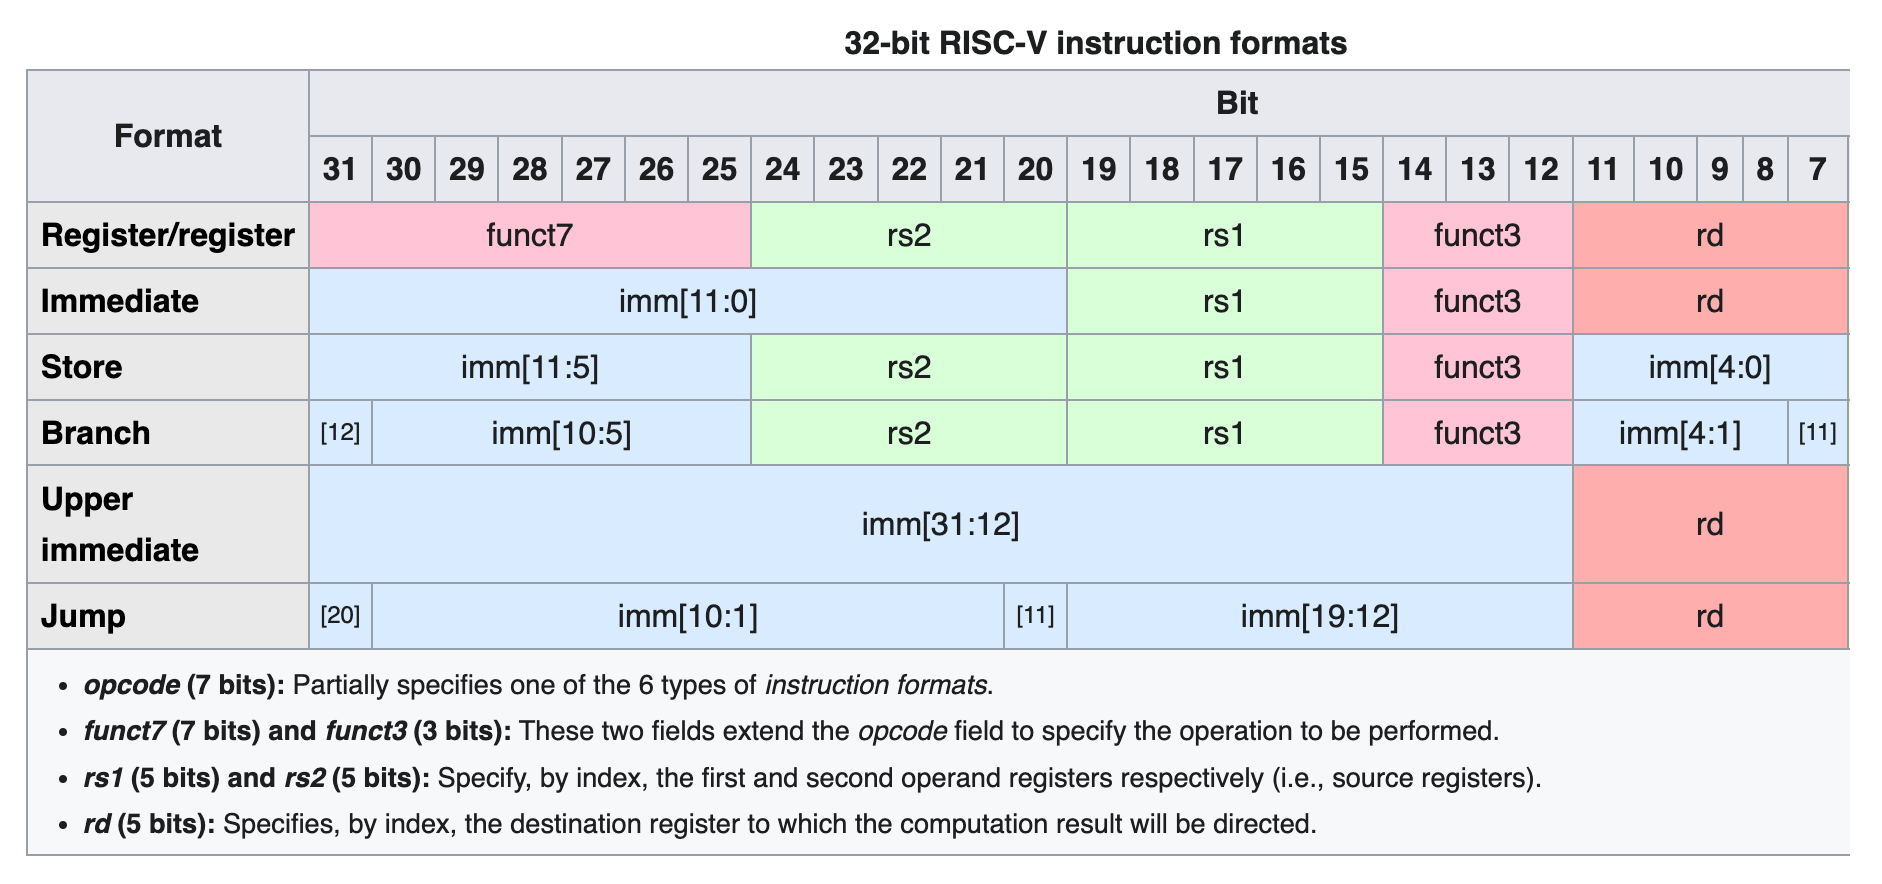 32-bit RISC-V instruction formats
Format
Bit
31 30 29 28 27 26 25 24 23 22 21 20 19 18 17 16 15 14 13 12 11 10 9 8 7
Register/register funct7 rs2 rs1 funct3 rd
Immediate imm[11:0] rs1 funct3 rd
Store imm[11:5] rs2 rs1 funct3 imm[4:0]
Branch [12] imm[10:5] rs2 rs1 funct3 imm[4:1] [11]
Upper
immediate imm[31:12] rd
Jump [20] imm[10:1] [11] imm[19:12] rd
• opcode (7 bits): Partially specifies one of the 6 types of instruction formats.
• funct7 (7 bits) and funct3 (3 bits): These two fields extend the opcode field to specify the operation to be performed.
• rs1 (5 bits) and rs2 (5 bits): Specify, by index, the first and second operand registers respectively (i.e., source registers).
• rd (5 bits): Specifies, by index, the destination register to which the computation result will be directed.